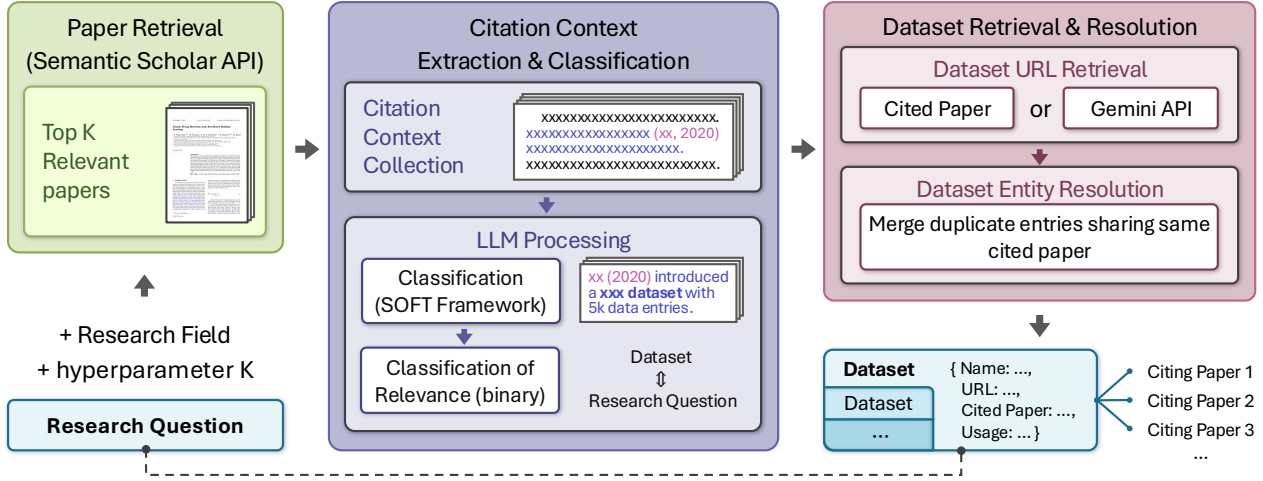 Paper Retrieval
(Semantic Scholar API)
Top K
Relevant
papers
+ Research Field
+ hyperparameter K
Research Question
Citation Context
Extraction & Classification
Citation
Context
Collection
xxxxxxxxxxxxxxxxxxxxxxxxx.
xxxxxxxxxxxxxxxxxx (xx, 2020)
xxxxxxxxxxxxxxxxxxxxxx.
xxxxxxxxxxxxxxxxxxxxxxxxxxx.
LLM Processing
Classification
(SOFT Framework)
xx (2020) introduced
a xxx dataset with
5k data entries.
Classification of
Relevance (binary)
Dataset
⇕
Research Question
Dataset Retrieval & Resolution
Dataset URL Retrieval
Cited Paper or Gemini API
Dataset Entity Resolution
Merge duplicate entries sharing same
cited paper
Dataset
Dataset
...
{ Name: ...,
URL: ...,
Cited Paper: ...,
Usage: ... }
Citing Paper 1
Citing Paper 2
Citing Paper 3
...